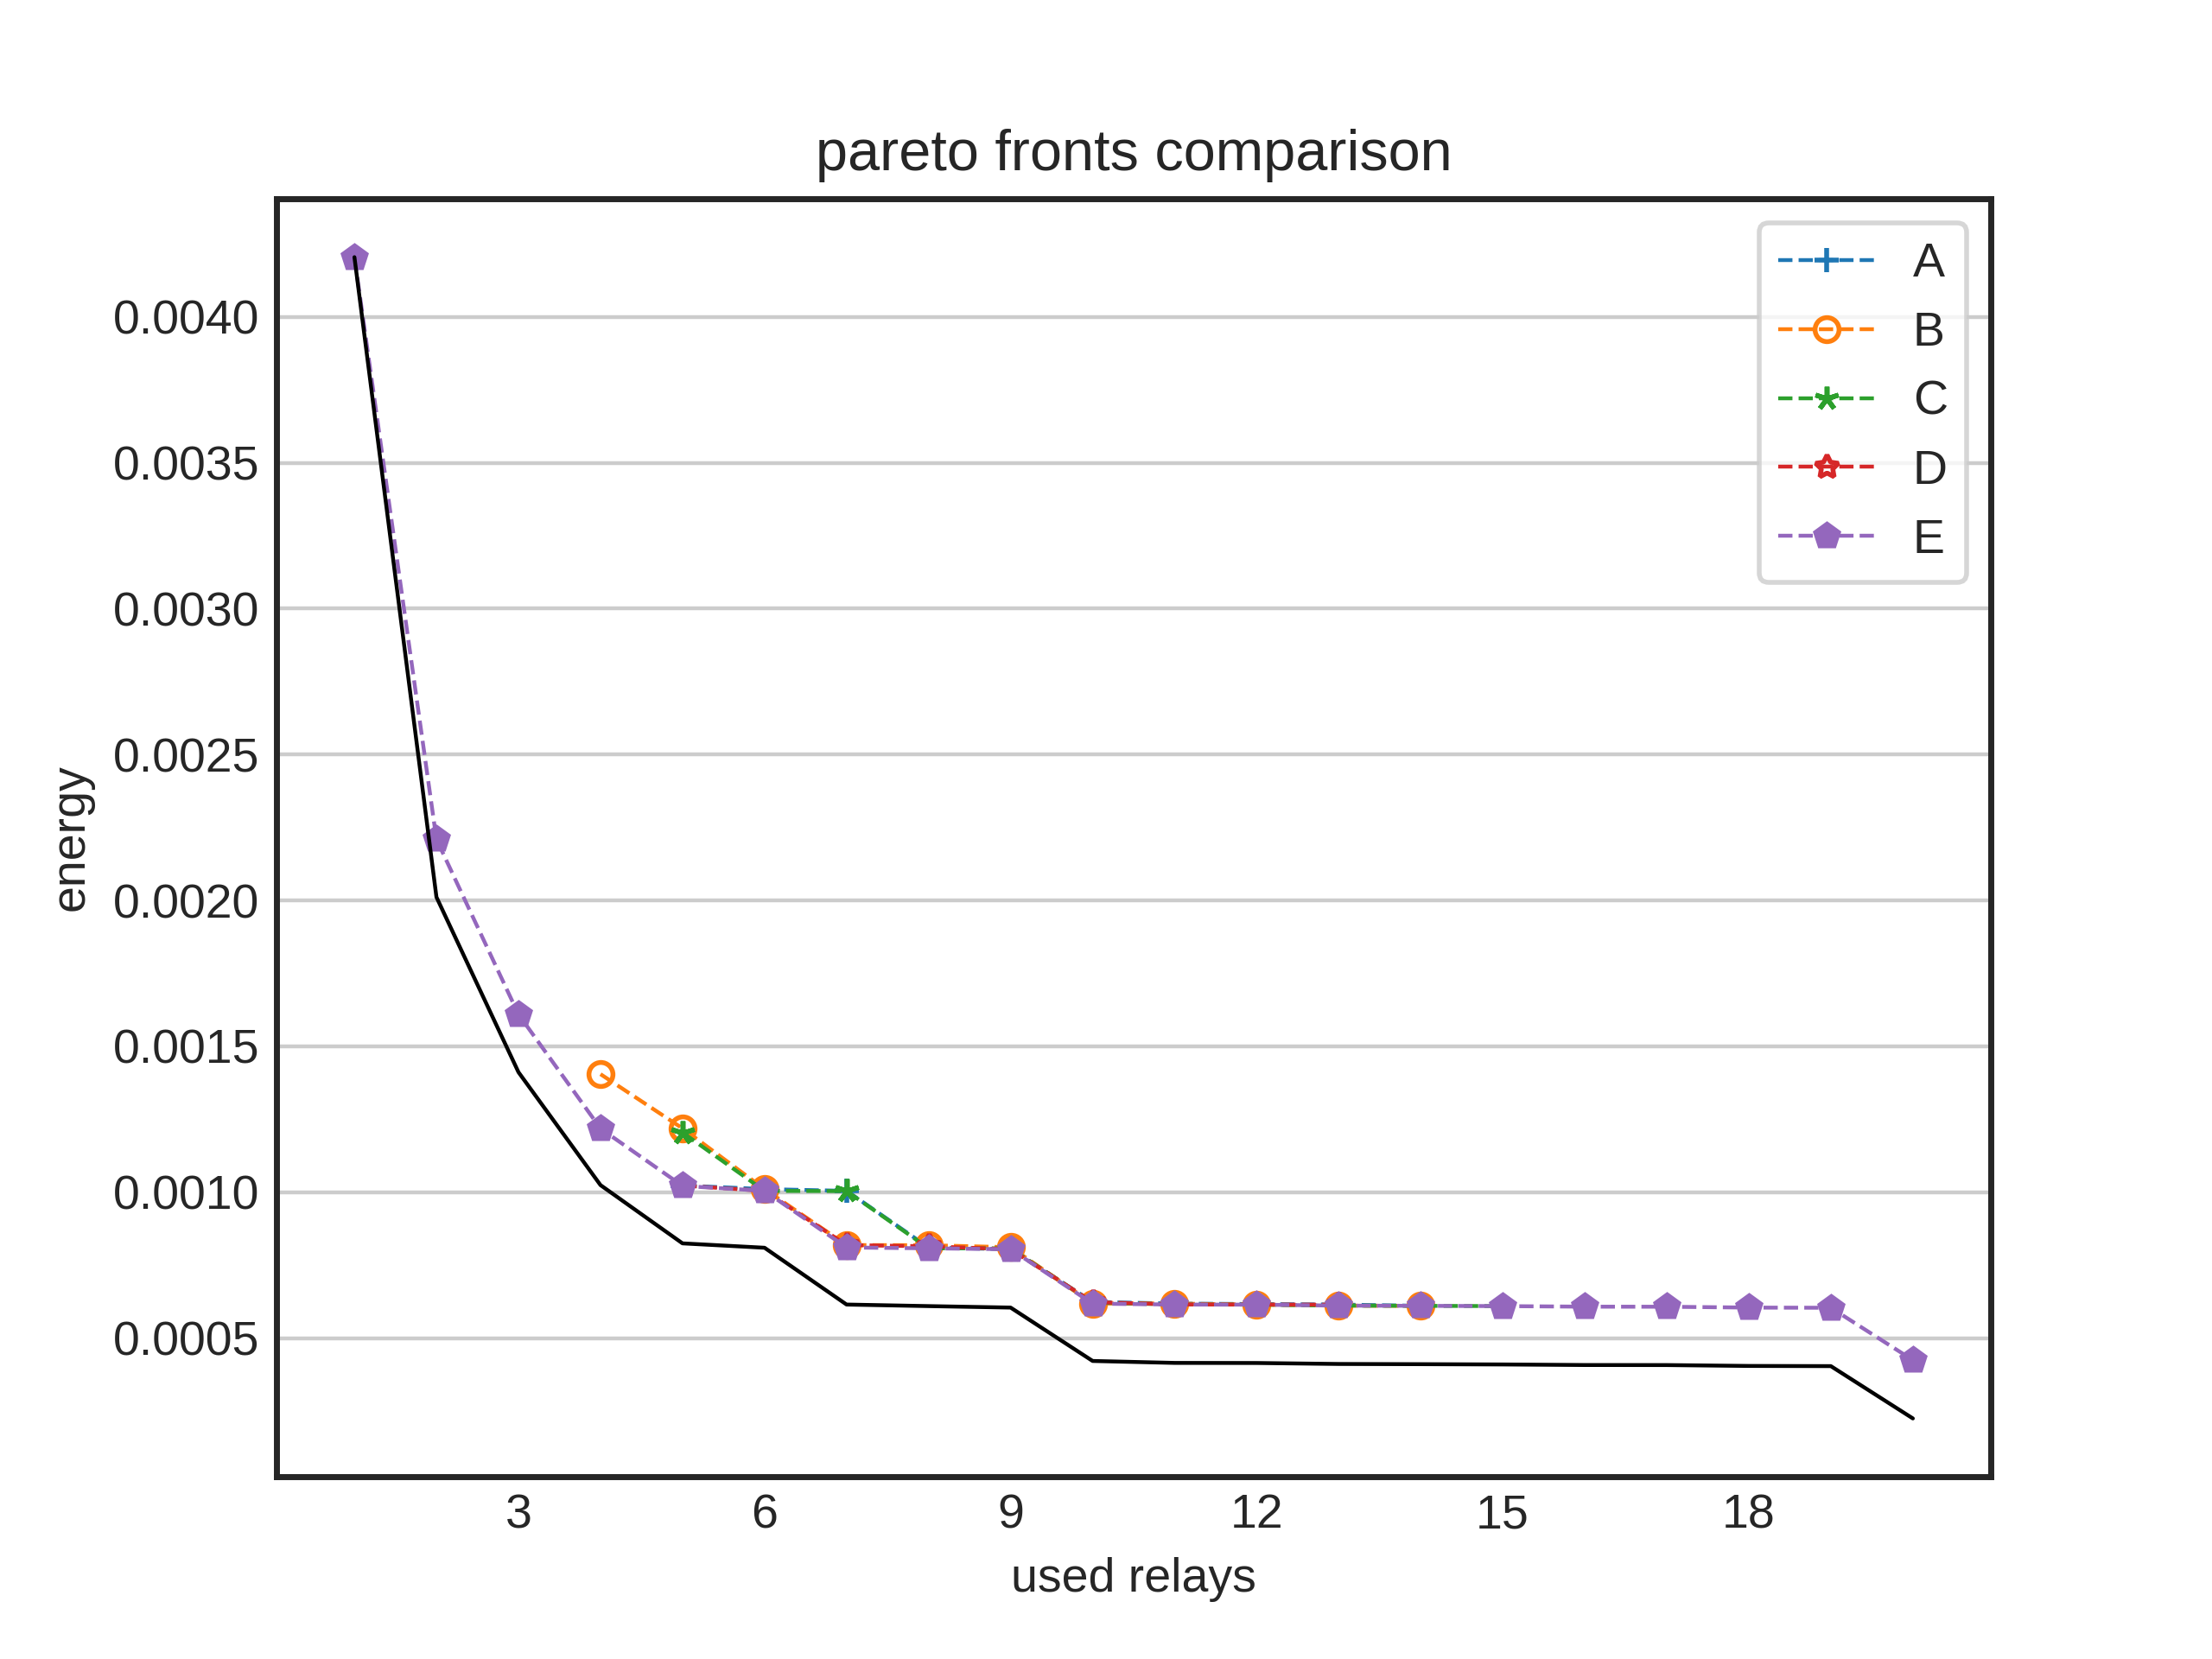 pareto fronts comparison
A
B
C
D
E
0.0040
0.0035
0.0030
0.0025
0.0020
0.0015
0.0010
0.0005
energy
3 6 9 12 15 18
used relays